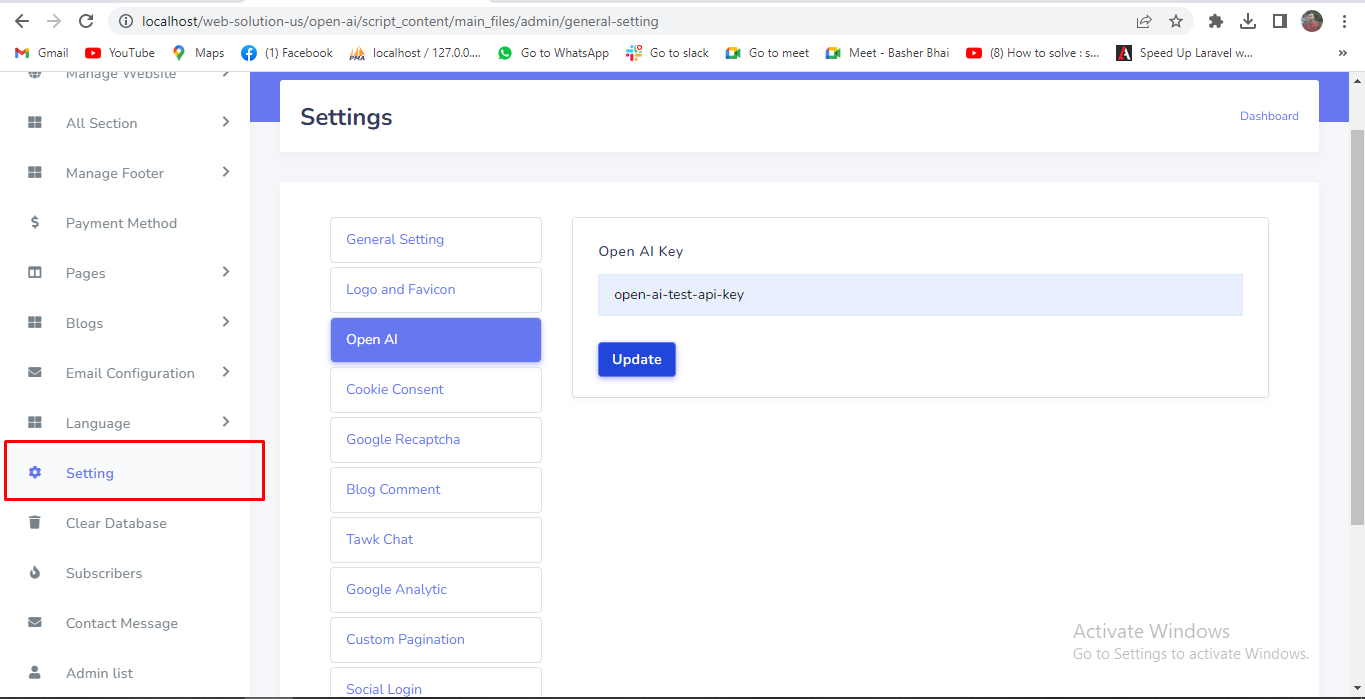 localhost/web-solution-us/open-ai/script_content/main_files/admin/general-setting
Gmail
YouTube
Maps
(1) Facebook
localhost / 127.0.0....
Go to WhatsApp
Go to slack
Go to meet
Meet - Basher Bhai
(8) How to solve : s...
Speed Up Laravel w...
»
Manage Website
All Section
Manage Footer
Payment Method
Pages
Blogs
Email Configuration
Language
Setting
Clear Database
Subscribers
Contact Message
Admin list
Settings
Dashboard
General Setting
Logo and Favicon
Open AI
Cookie Consent
Google Recaptcha
Blog Comment
Tawk Chat
Google Analytic
Custom Pagination
Social Login
Open AI Key
open-ai-test-api-key
Update
Activate Windows
Go to Settings to activate Windows.